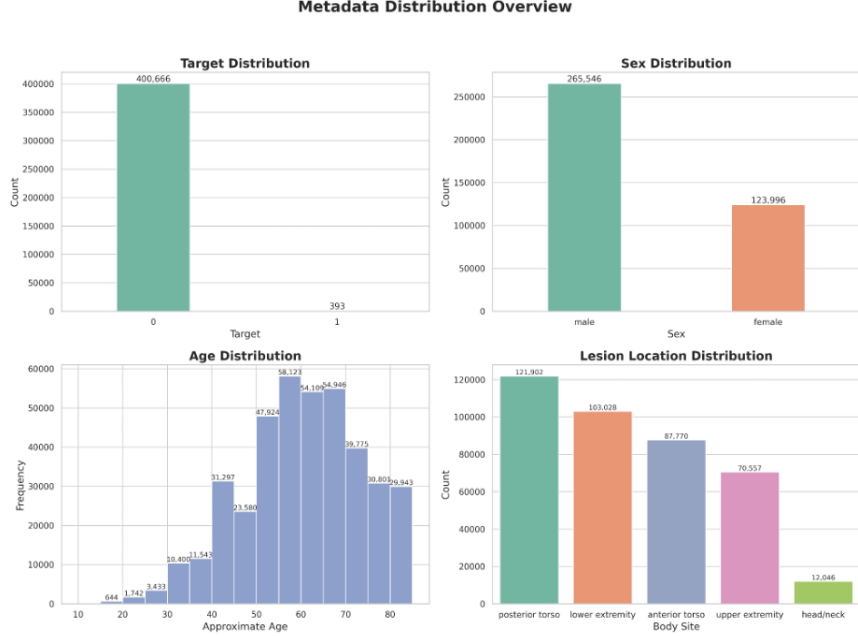 Metadata Distribution Overview
Target Distribution
400,666
400000
350000
300000
250000
200000
150000
100000
50000
0
Count
393
0 1
Target
Sex Distribution
265,546
250000
200000
150000
100000
50000
0
Count
123,996
male female
Sex
Age Distribution
60000
50000
40000
30000
20000
10000
0
Frequency
644 1,742 3,433 10,400 11,543 31,297 23,580 47,924 58,123 54,109 54,946 39,775 30,801 29,943
10 20 30 40 50 60 70 80
Approximate Age
Lesion Location Distribution
120000
100000
80000
60000
40000
20000
0
Count
121,902 103,028 87,770 70,557 12,046
posterior torso lower extremity anterior torso upper extremity head/neck
Body Site